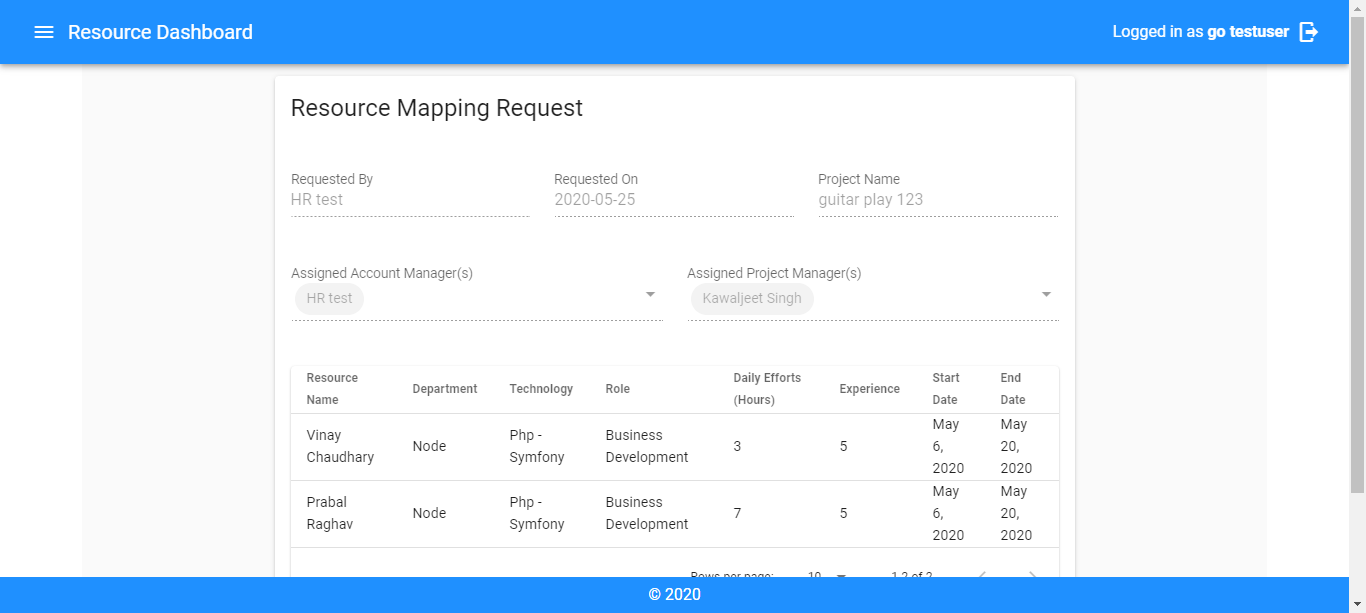 Resource Dashboard
Logged in as go testuser
Resource Mapping Request
Requested By Requested On Project Name
HR test 2020-05-25 guitar play 123
Assigned Account Manager(s) Assigned Project Manager(s)
HR test Kawaljeet Singh
Resource Name Department Technology Role Daily Efforts (Hours) Experience Start Date End Date
Vinay Chaudhary Node Php - Symfony Business Development 3 5 May 6, 2020 May 20, 2020
Prabal Raghav Node Php - Symfony Business Development 7 5 May 6, 2020 May 20, 2020
Rows per page: 10 1-2 of 2
© 2020